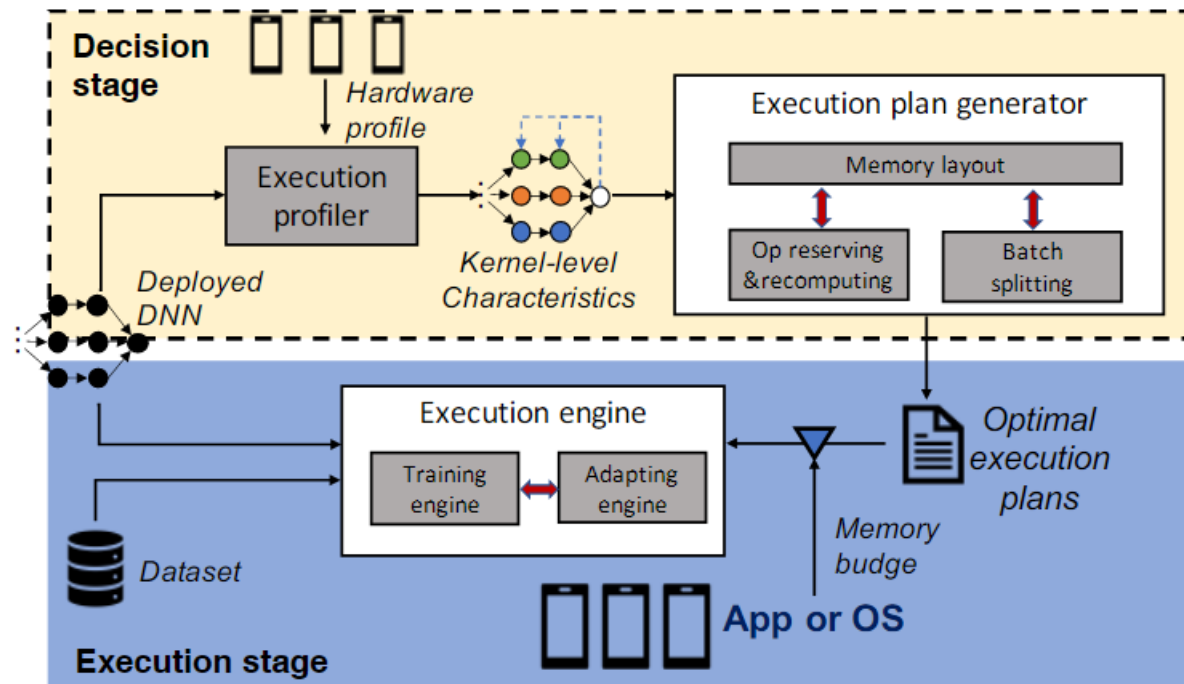 Decision
stage
Hardware
profile
Execution
profiler
Kernel-level
Characteristics
Execution plan generator
Memory layout
Op reserving
&recomputing
Batch
splitting
Deployed
DNN
Execution engine
Training
engine
Adapting
engine
Optimal
execution
plans
Memory
budge
Dataset
App or OS
Execution stage